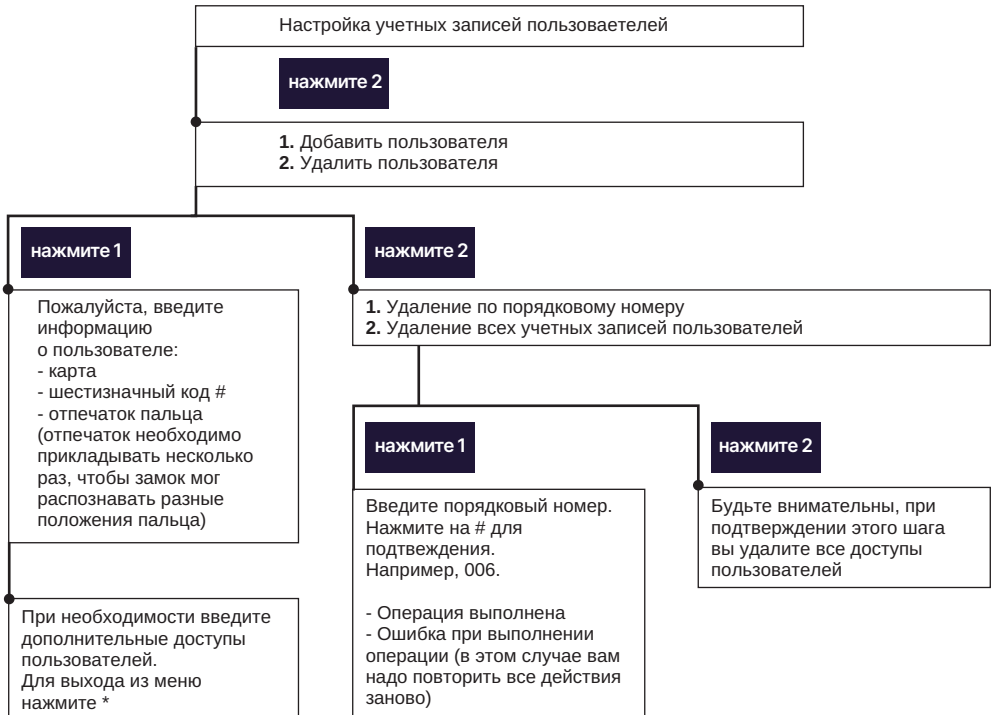 Настройка учетных записей пользоваетелей
нажмите 2
1. Добавить пользователя
2. Удалить пользователя
нажмите 1
Пожалуйста, введите
информацию
о пользователе:
- карта
- шестизначный код #
- отпечаток пальца
(отпечаток необходимо
прикладывать несколько
раз, чтобы замок мог
распознавать разные
положения пальца)
При необходимости введите
дополнительные доступы
пользователей.
Для выхода из меню
нажмите *
нажмите 2
1. Удаление по порядковому номеру
2. Удаление всех учетных записей пользователей
нажмите 1
Введите порядковый номер.
Нажмите на # для
подтвеждения.
Например, 006.
- Операция выполнена
- Ошибка при выполнении
операции (в этом случае вам
надо повторить все действия
заново)
нажмите 2
Будьте внимательны, при
подтверждении этого шага
вы удалите все доступы
пользователей